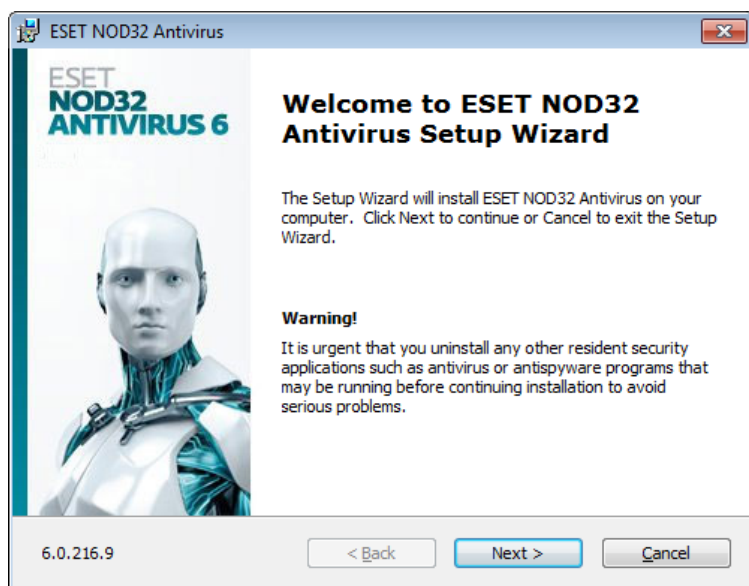 ESET NOD32 Antivirus
ESET
NOD32
ANTIVIRUS 6
Welcome to ESET NOD32
Antivirus Setup Wizard
The Setup Wizard will install ESET NOD32 Antivirus on your
computer. Click Next to continue or Cancel to exit the Setup
Wizard.
Warning!
It is urgent that you uninstall any other resident security
applications such as antivirus or antispyware programs that
may be running before continuing installation to avoid
serious problems.
6.0.216.9
< Back
Next >
Cancel